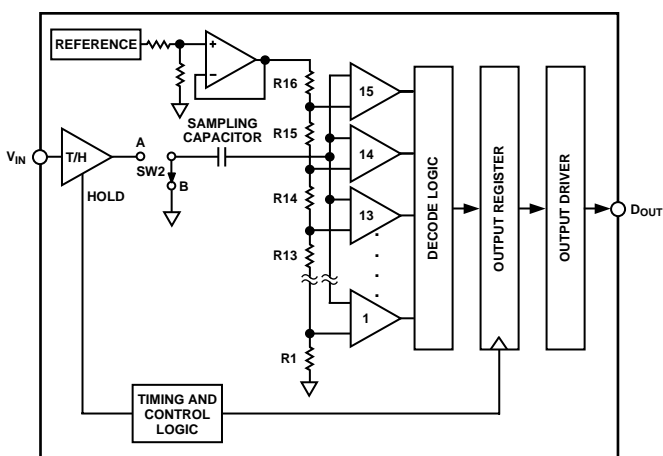 REFERENCE
+
−
R16
15
SAMPLING
CAPACITOR
R15
VIN
T/H
A
14
SW2
B
HOLD
R14
13
R13
1
R1
DECODE LOGIC
OUTPUT REGISTER
OUTPUT DRIVER
DOUT
TIMING AND
CONTROL
LOGIC